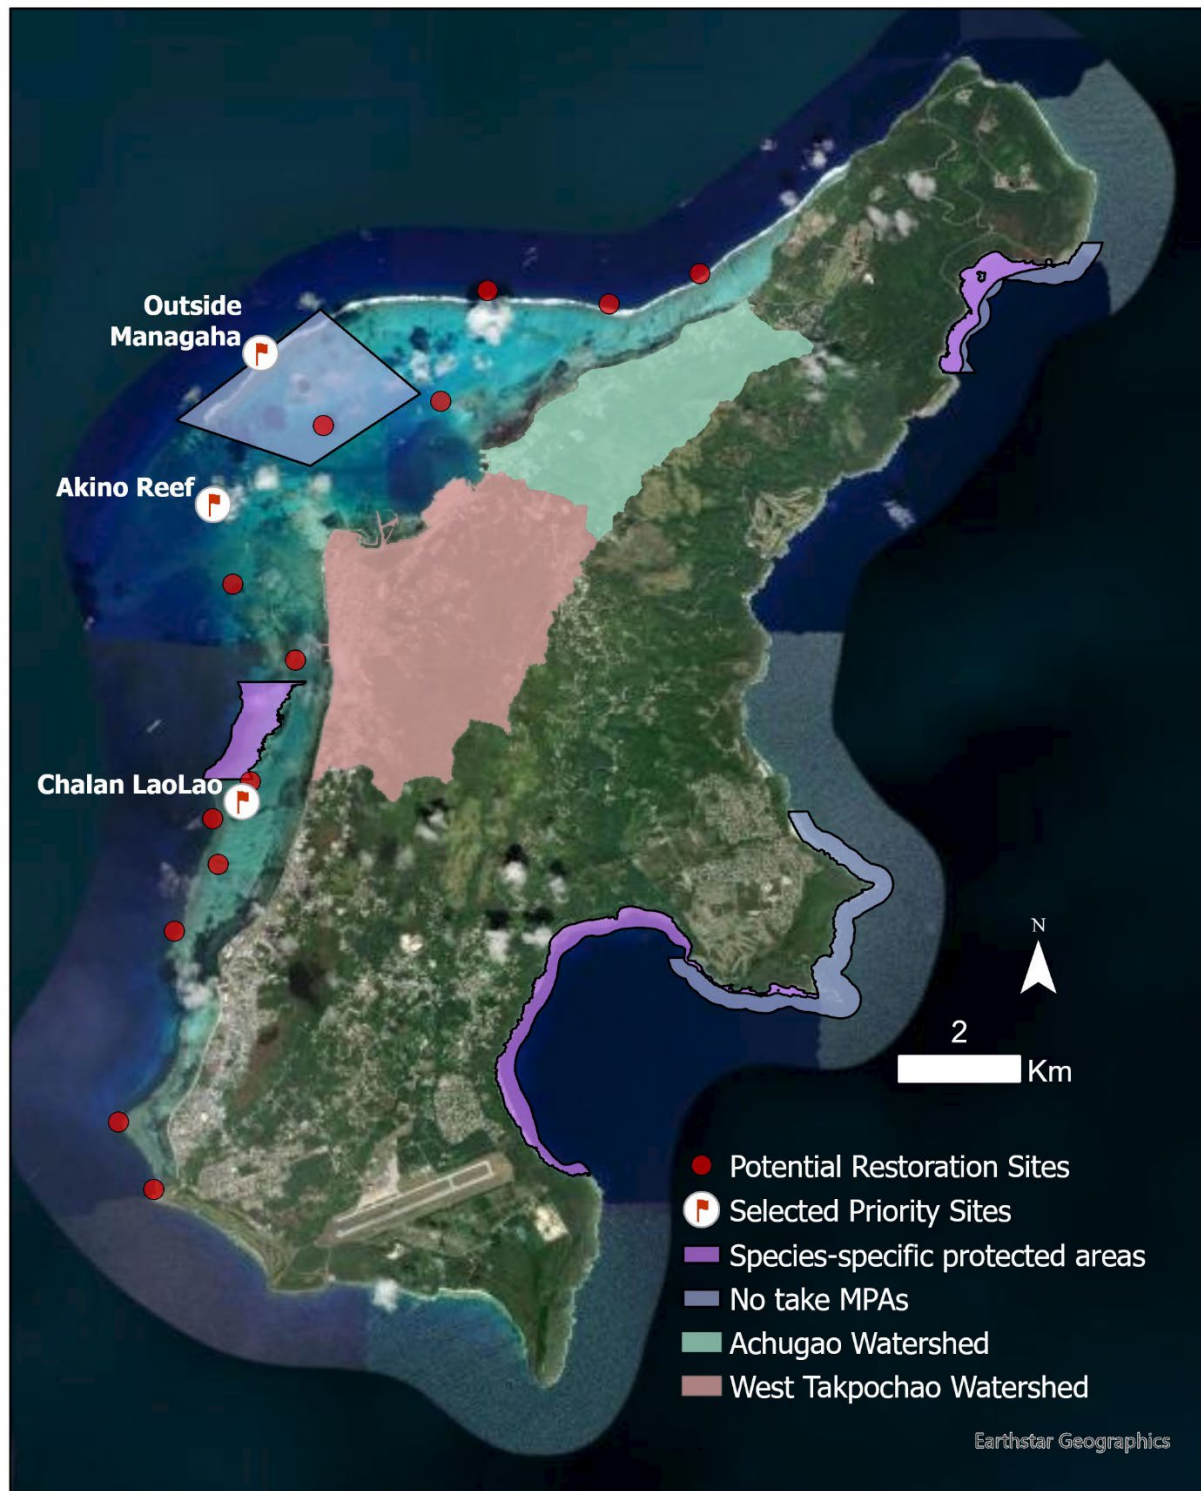 Outside
Managaha
Akino Reef
Chalan LaoLao
N
2
Km
Potential Restoration Sites
Selected Priority Sites
Species-specific protected areas
No take MPAs
Achugao Watershed
West Takpochao Watershed
Earthstar Geographics